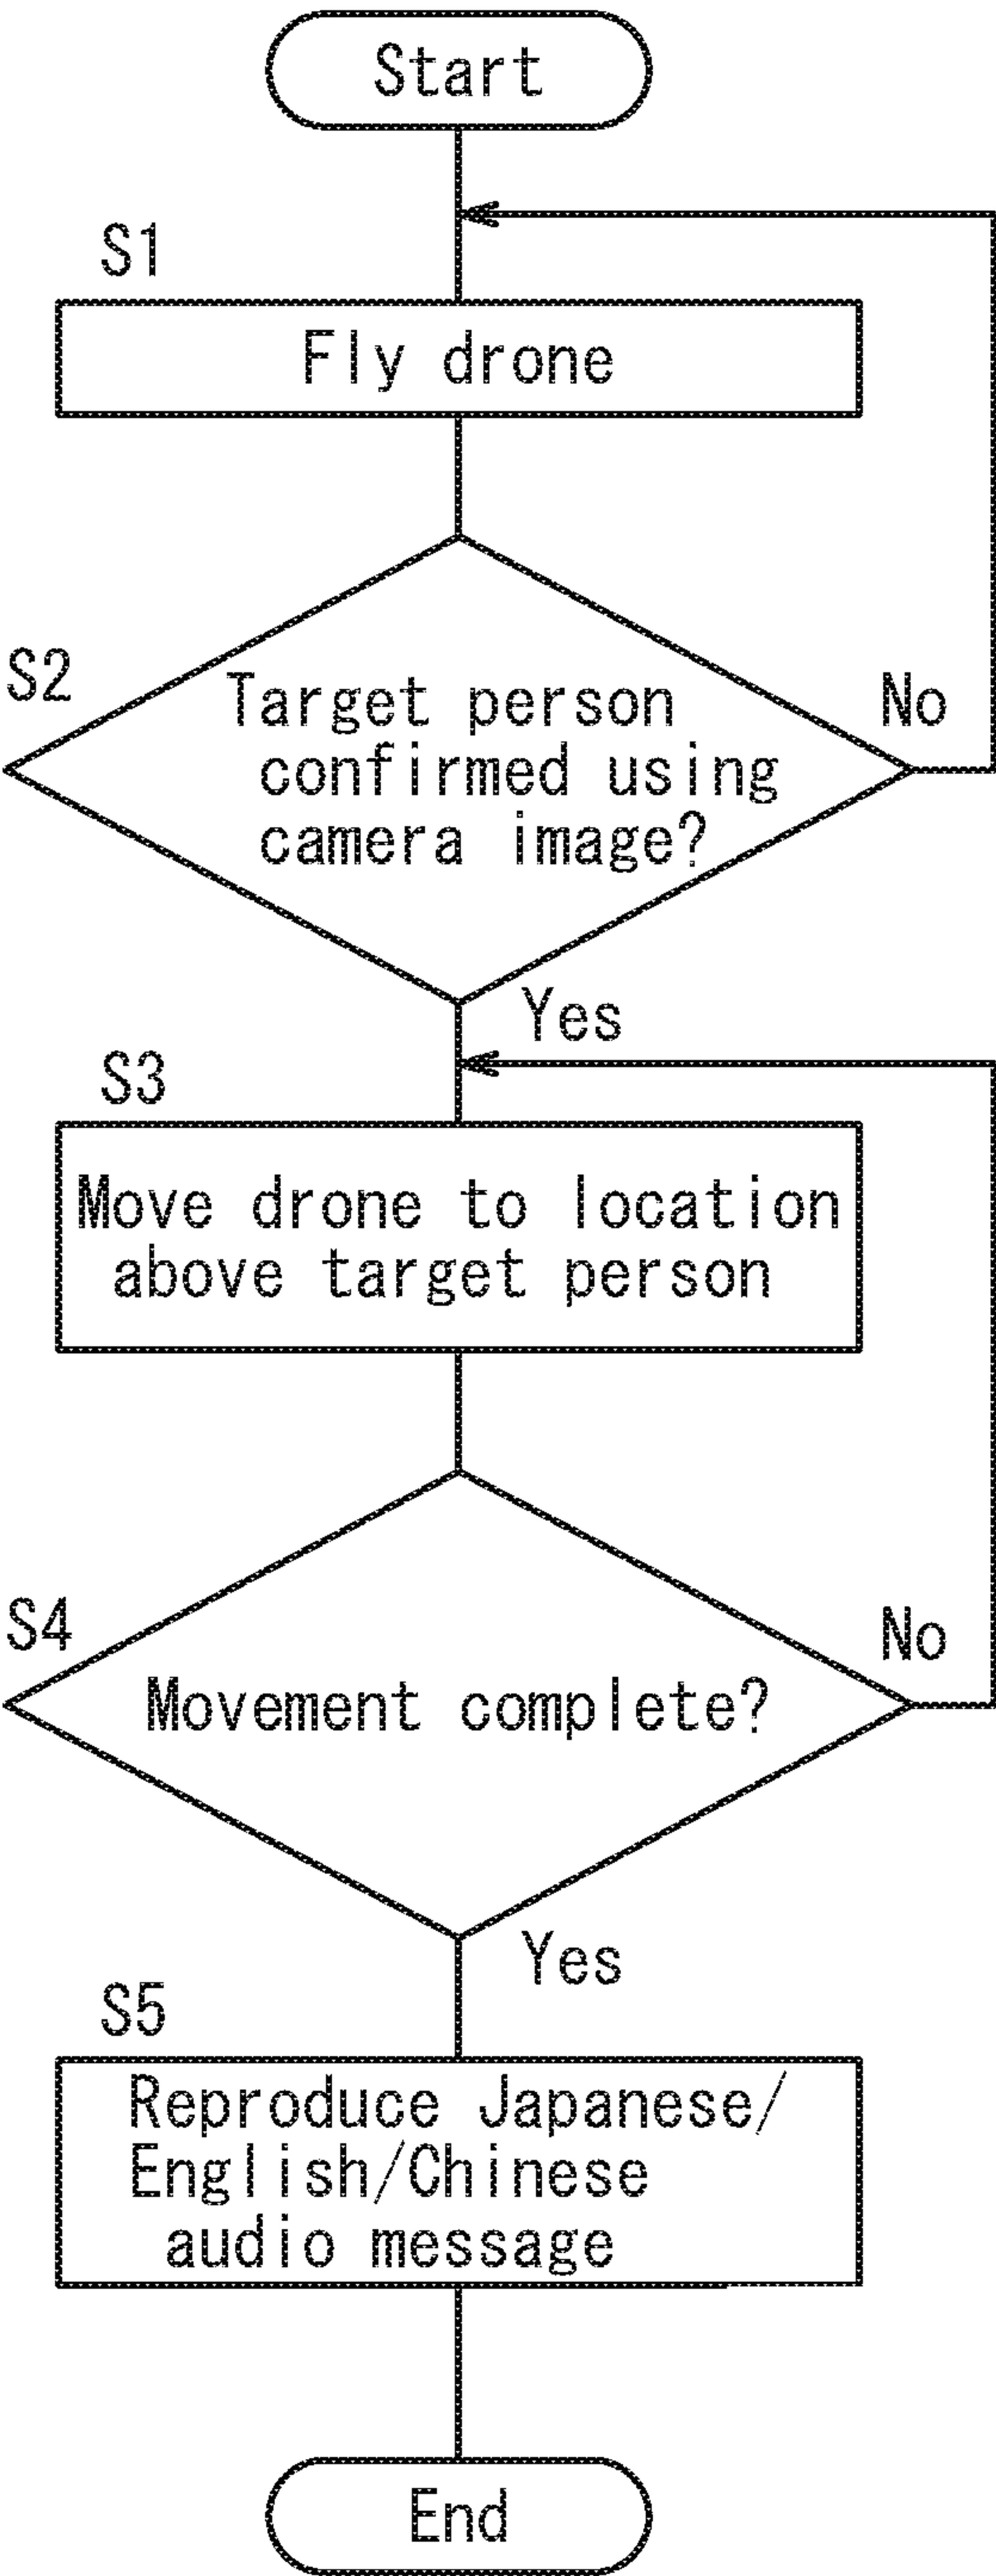 Start
S1
Fly drone
S2
Target person
confirmed using
camera image?
No
Yes
S3
Move drone to location
above target person
S4
Movement complete?
No
Yes
S5
Reproduce Japanese/
English/Chinese
audio message
End